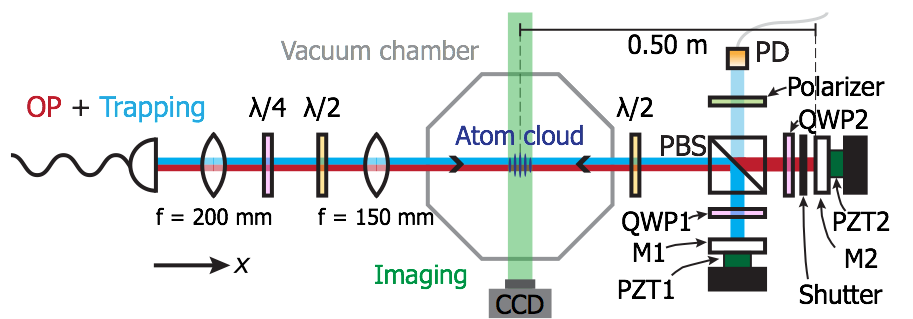 0.50 m
PD
Vacuum chamber
OP + Trapping
λ/4
λ/2
Atom cloud
λ/2
PBS
Polarizer
QWP2
f = 200 mm
f = 150 mm
QWP1
M1
PZT1
PZT2
M2
Shutter
x
Imaging
CCD